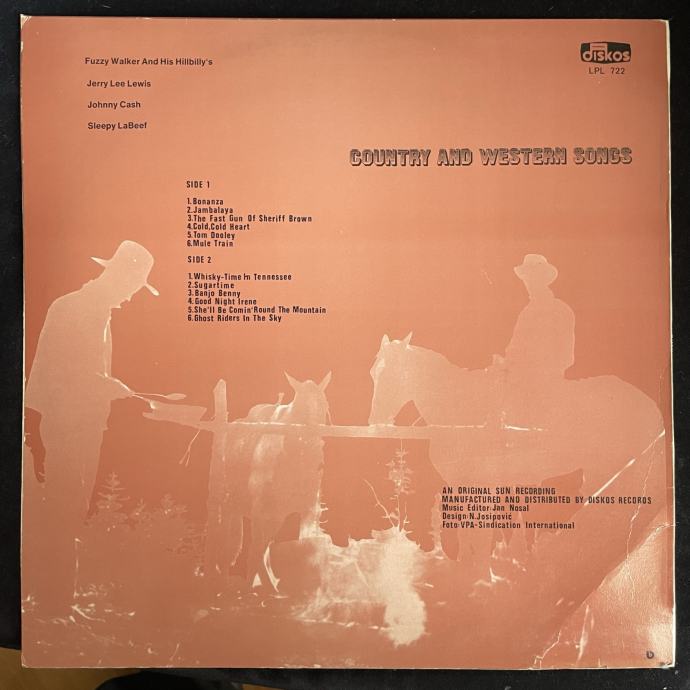 Fuzzy Walker And His Hillbilly's
Jerry Lee Lewis
Johnny Cash
Sleepy LaBeef
diskos
LPL 722
COUNTRY AND WESTERN SONGS
SIDE 1
1.Bonanza
2.Jambalaya
3.The Fast Gun Of Sheriff Brown
4.Cold,Cold Heart
5.Tom Dooley
6.Mule Train
SIDE 2
1.Whisky-Time In Tennessee
2.Sugartime
3.Banjo Benny
4.Good Night Irene
5.She'll Be Comin'Round The Mountain
6.Ghost Riders In The Sky
AN ORIGINAL SUN RECORDING
MANUFACTURED AND DISTRIBUTED BY DISKOS RECORDS
Music Editor·Jan Nosal
Design·N.Josipović
Foto·VPA-Sindication International